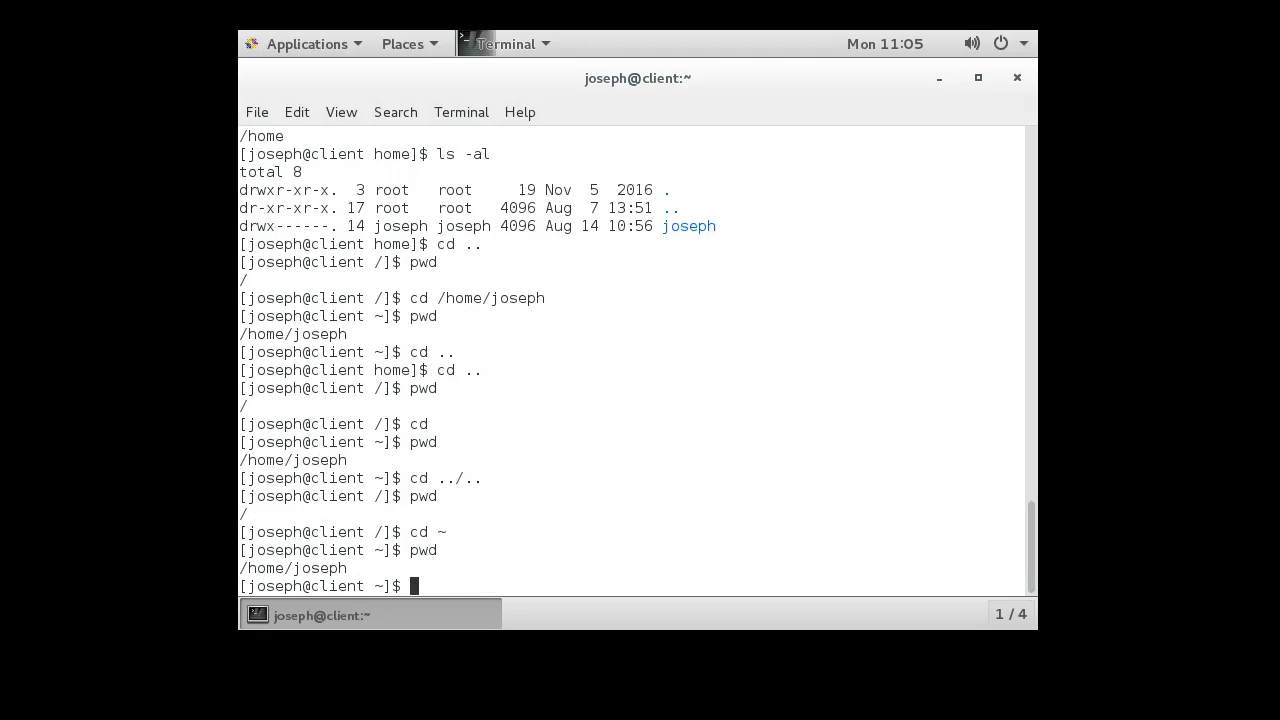 Applications Places Terminal Mon 11:05
joseph@client:~
File Edit View Search Terminal Help
/home
[joseph@client home]$ ls -al
total 8
drwxr-xr-x.  3 root   root     19 Nov  5  2016 .
dr-xr-xr-x. 17 root   root   4096 Aug  7 13:51 ..
drwx------. 14 joseph joseph 4096 Aug 14 10:56 joseph
[joseph@client home]$ cd ..
[joseph@client /]$ pwd
/
[joseph@client /]$ cd /home/joseph
[joseph@client ~]$ pwd
/home/joseph
[joseph@client ~]$ cd ..
[joseph@client home]$ cd ..
[joseph@client /]$ pwd
/
[joseph@client /]$ cd
[joseph@client ~]$ pwd
/home/joseph
[joseph@client ~]$ cd ../..
[joseph@client /]$ pwd
/
[joseph@client /]$ cd ~
[joseph@client ~]$ pwd
/home/joseph
[joseph@client ~]$
joseph@client:~ 1 / 4